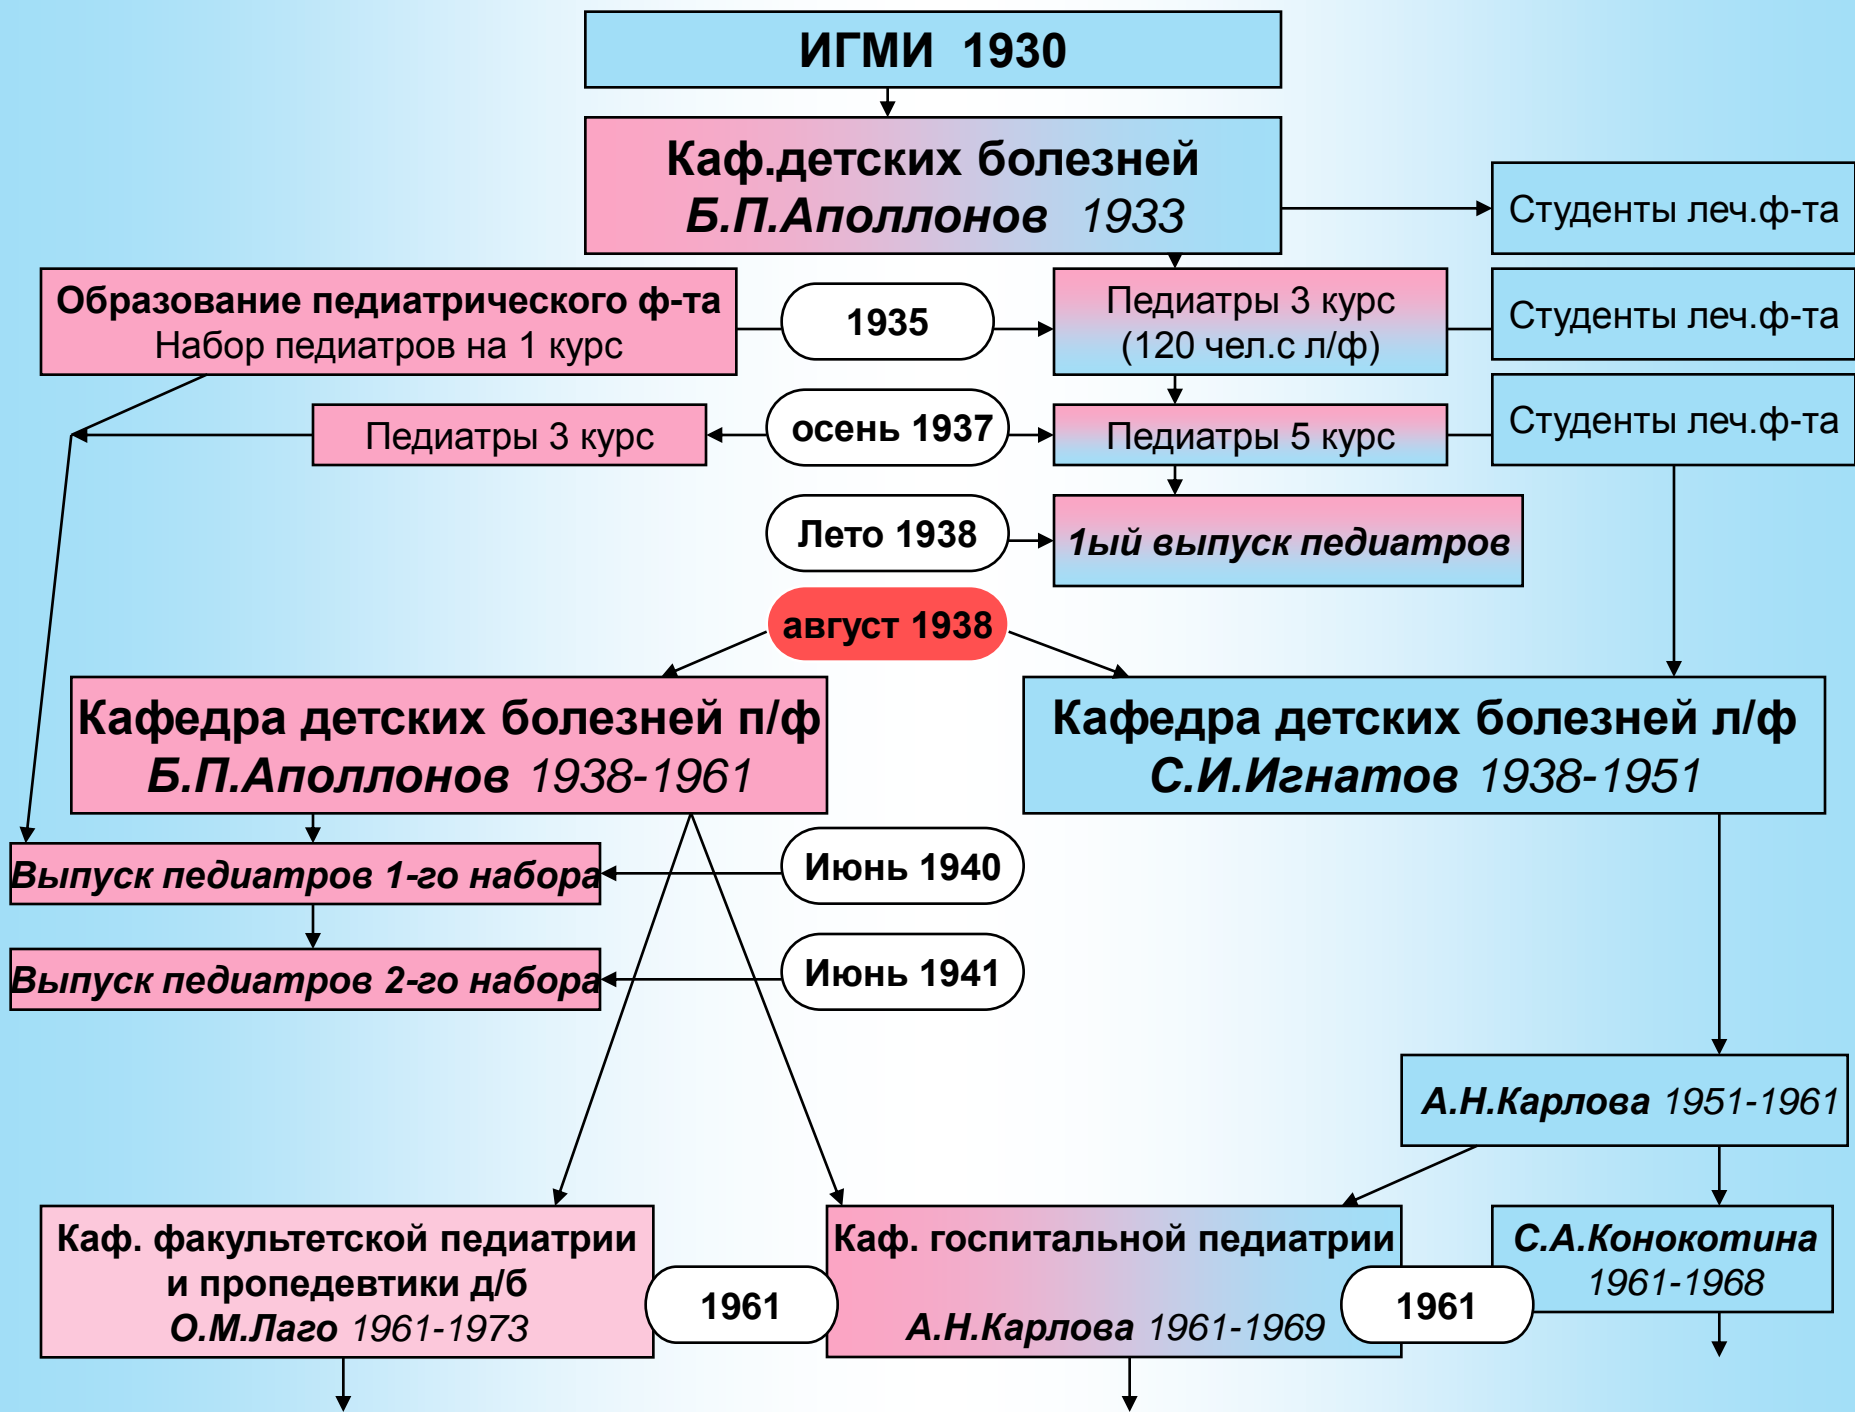 ИГМИ 1930
Каф.детских болезней
Б.П.Аполлонов 1933
Студенты леч.ф-та
Образование педиатрического ф-та
Набор педиатров на 1 курс
1935
Педиатры 3 курс
(120 чел.с л/ф)
Студенты леч.ф-та
Педиатры 3 курс
осень 1937
Педиатры 5 курс
Студенты леч.ф-та
Лето 1938
1ый выпуск педиатров
август 1938
Кафедра детских болезней п/ф
Б.П.Аполлонов 1938-1961
Кафедра детских болезней л/ф
С.И.Игнатов 1938-1951
Выпуск педиатров 1-го набора
Июнь 1940
Выпуск педиатров 2-го набора
Июнь 1941
А.Н.Карлова 1951-1961
Каф. факультетской педиатрии
и пропедевтики д/б
О.М.Лаго 1961-1973
1961
Каф. госпитальной педиатрии
А.Н.Карлова 1961-1969
1961
С.А.Конокотина
1961-1968